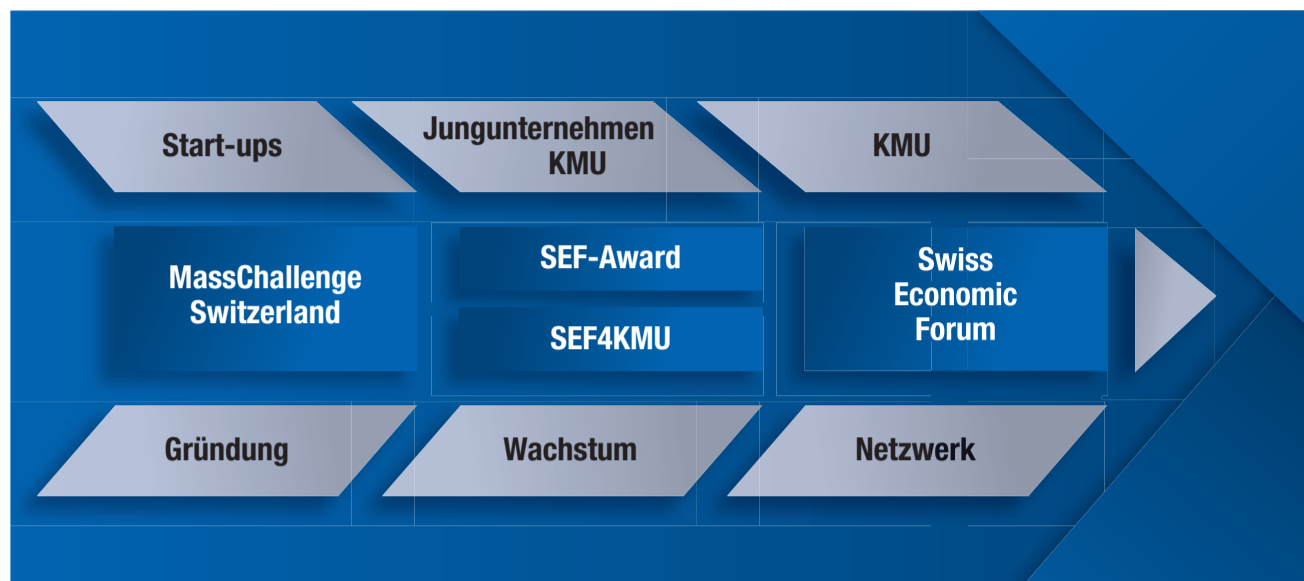 Start-ups
Jungunternehmen
KMU
KMU
MassChallenge
Switzerland
SEF-Award
SEF4KMU
Swiss
Economic
Forum
Gründung
Wachstum
Netzwerk